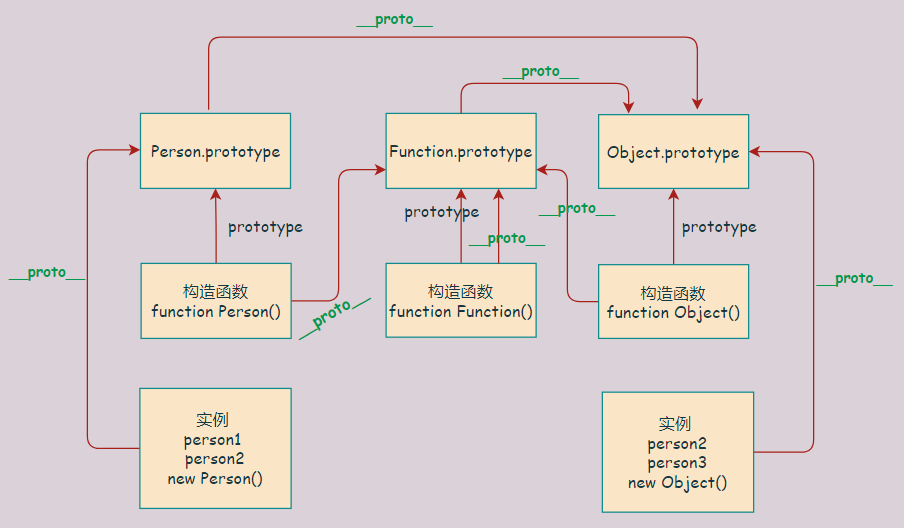 __proto__
__proto__
Person.prototype
Function.prototype
Object.prototype
prototype
prototype
__proto__
prototype
__proto__
__proto__
__proto__
__proto__
构造函数
function Person()
构造函数
function Function()
构造函数
function Object()
实例
person1
person2
new Person()
实例
person2
person3
new Object()